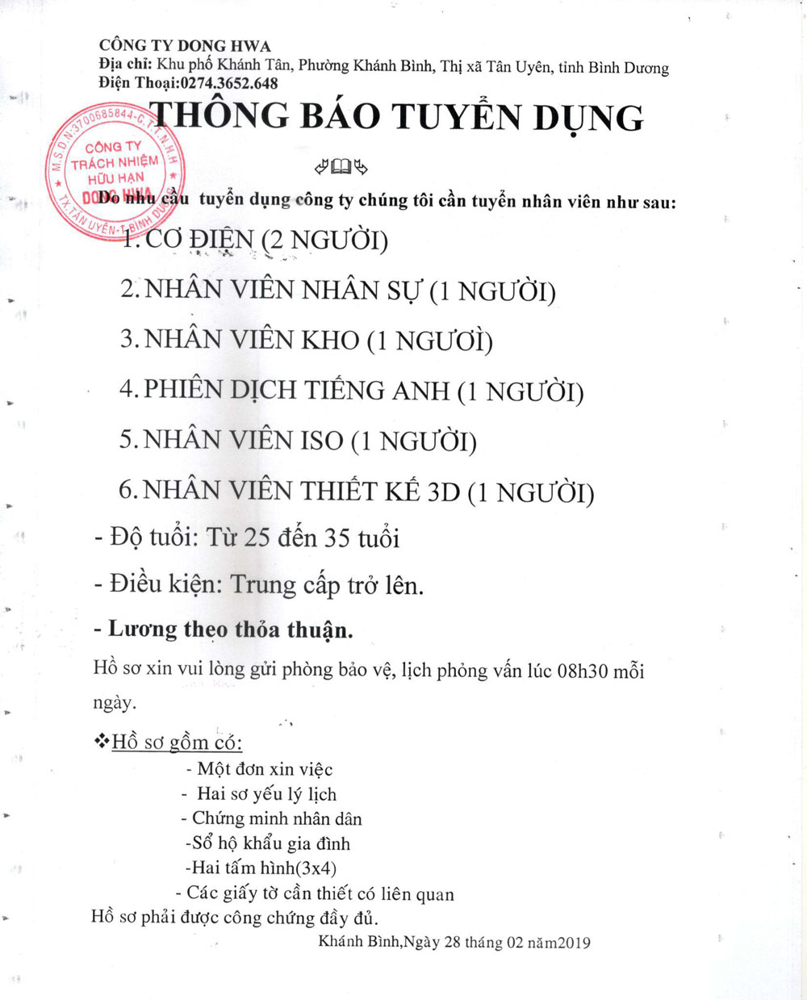 CÔNG TY DONG HWA
Địa chỉ: Khu phố Khánh Tân, Phường Khánh Bình, Thị xã Tân Uyên, tỉnh Bình Dương
Điện Thoại:0274.3652.648
THÔNG BÁO TUYỂN DỤNG
M.S.D.N:3700685844-C.T.T.N.H.H
CÔNG TY
TRÁCH NHIỆM
HỮU HẠN
DONG HWA
TX.TÂN UYÊN-T.BÌNH DƯƠNG
Do nhu cầu tuyển dụng công ty chúng tôi cần tuyển nhân viên như sau:
1. CƠ ĐIỆN (2 NGƯỜI)
2. NHÂN VIÊN NHÂN SỰ (1 NGƯỜI)
3. NHÂN VIÊN KHO (1 NGƯƠÌ)
4. PHIÊN DỊCH TIẾNG ANH (1 NGƯỜI)
5. NHÂN VIÊN ISO (1 NGƯỜI)
6. NHÂN VIÊN THIẾT KẾ 3D (1 NGƯỜI)
- Độ tuổi: Từ 25 đến 35 tuổi
- Điều kiện: Trung cấp trở lên.
- Lương theo thỏa thuận.
Hồ sơ xin vui lòng gửi phòng bảo vệ, lịch phỏng vấn lúc 08h30 mỗi
ngày.
❖Hồ sơ gồm có:
- Một đơn xin việc
- Hai sơ yếu lý lịch
- Chứng minh nhân dân
-Sổ hộ khẩu gia đình
-Hai tấm hình(3x4)
- Các giấy tờ cần thiết có liên quan
Hồ sơ phải được công chứng đầy đủ.
Khánh Bình,Ngày 28 tháng 02 năm2019